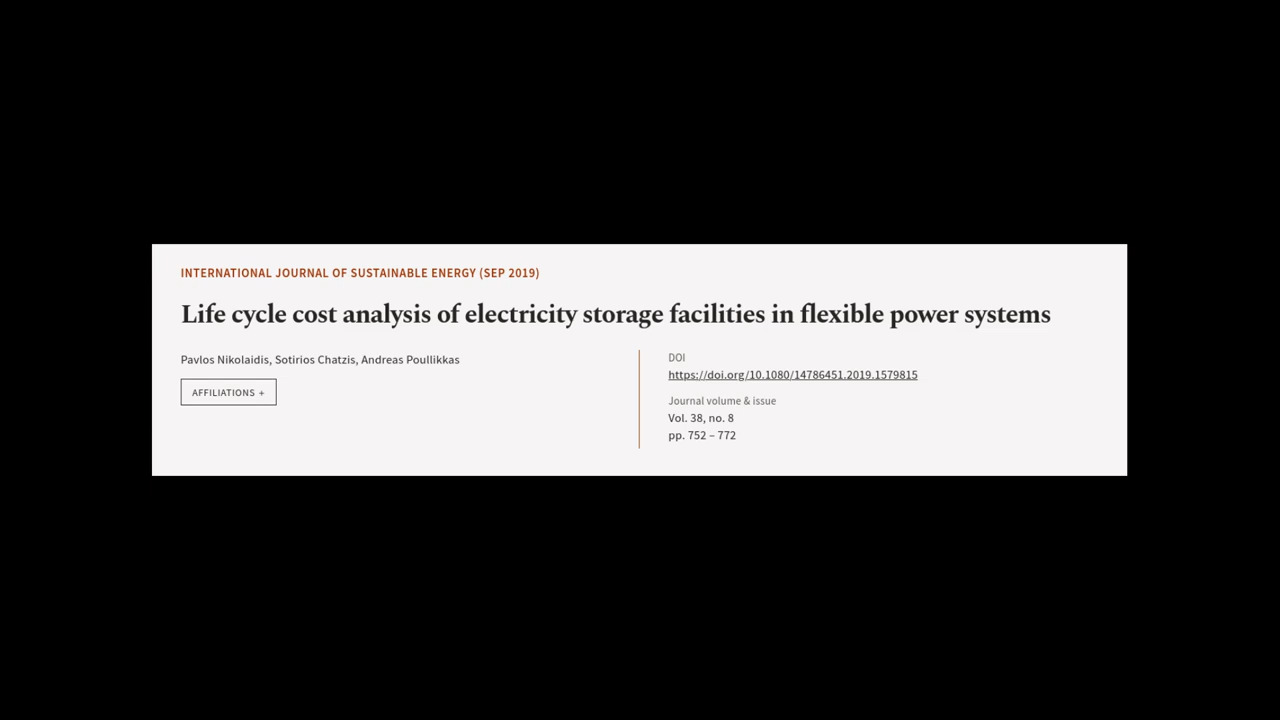 INTERNATIONAL JOURNAL OF SUSTAINABLE ENERGY (SEP 2019)
Life cycle cost analysis of electricity storage facilities in flexible power systems
Pavlos Nikolaidis, Sotirios Chatzis, Andreas Poullikkas
AFFILIATIONS +
DOI
https://doi.org/10.1080/14786451.2019.1579815
Journal volume & issue
Vol. 38, no. 8
pp. 752 – 772